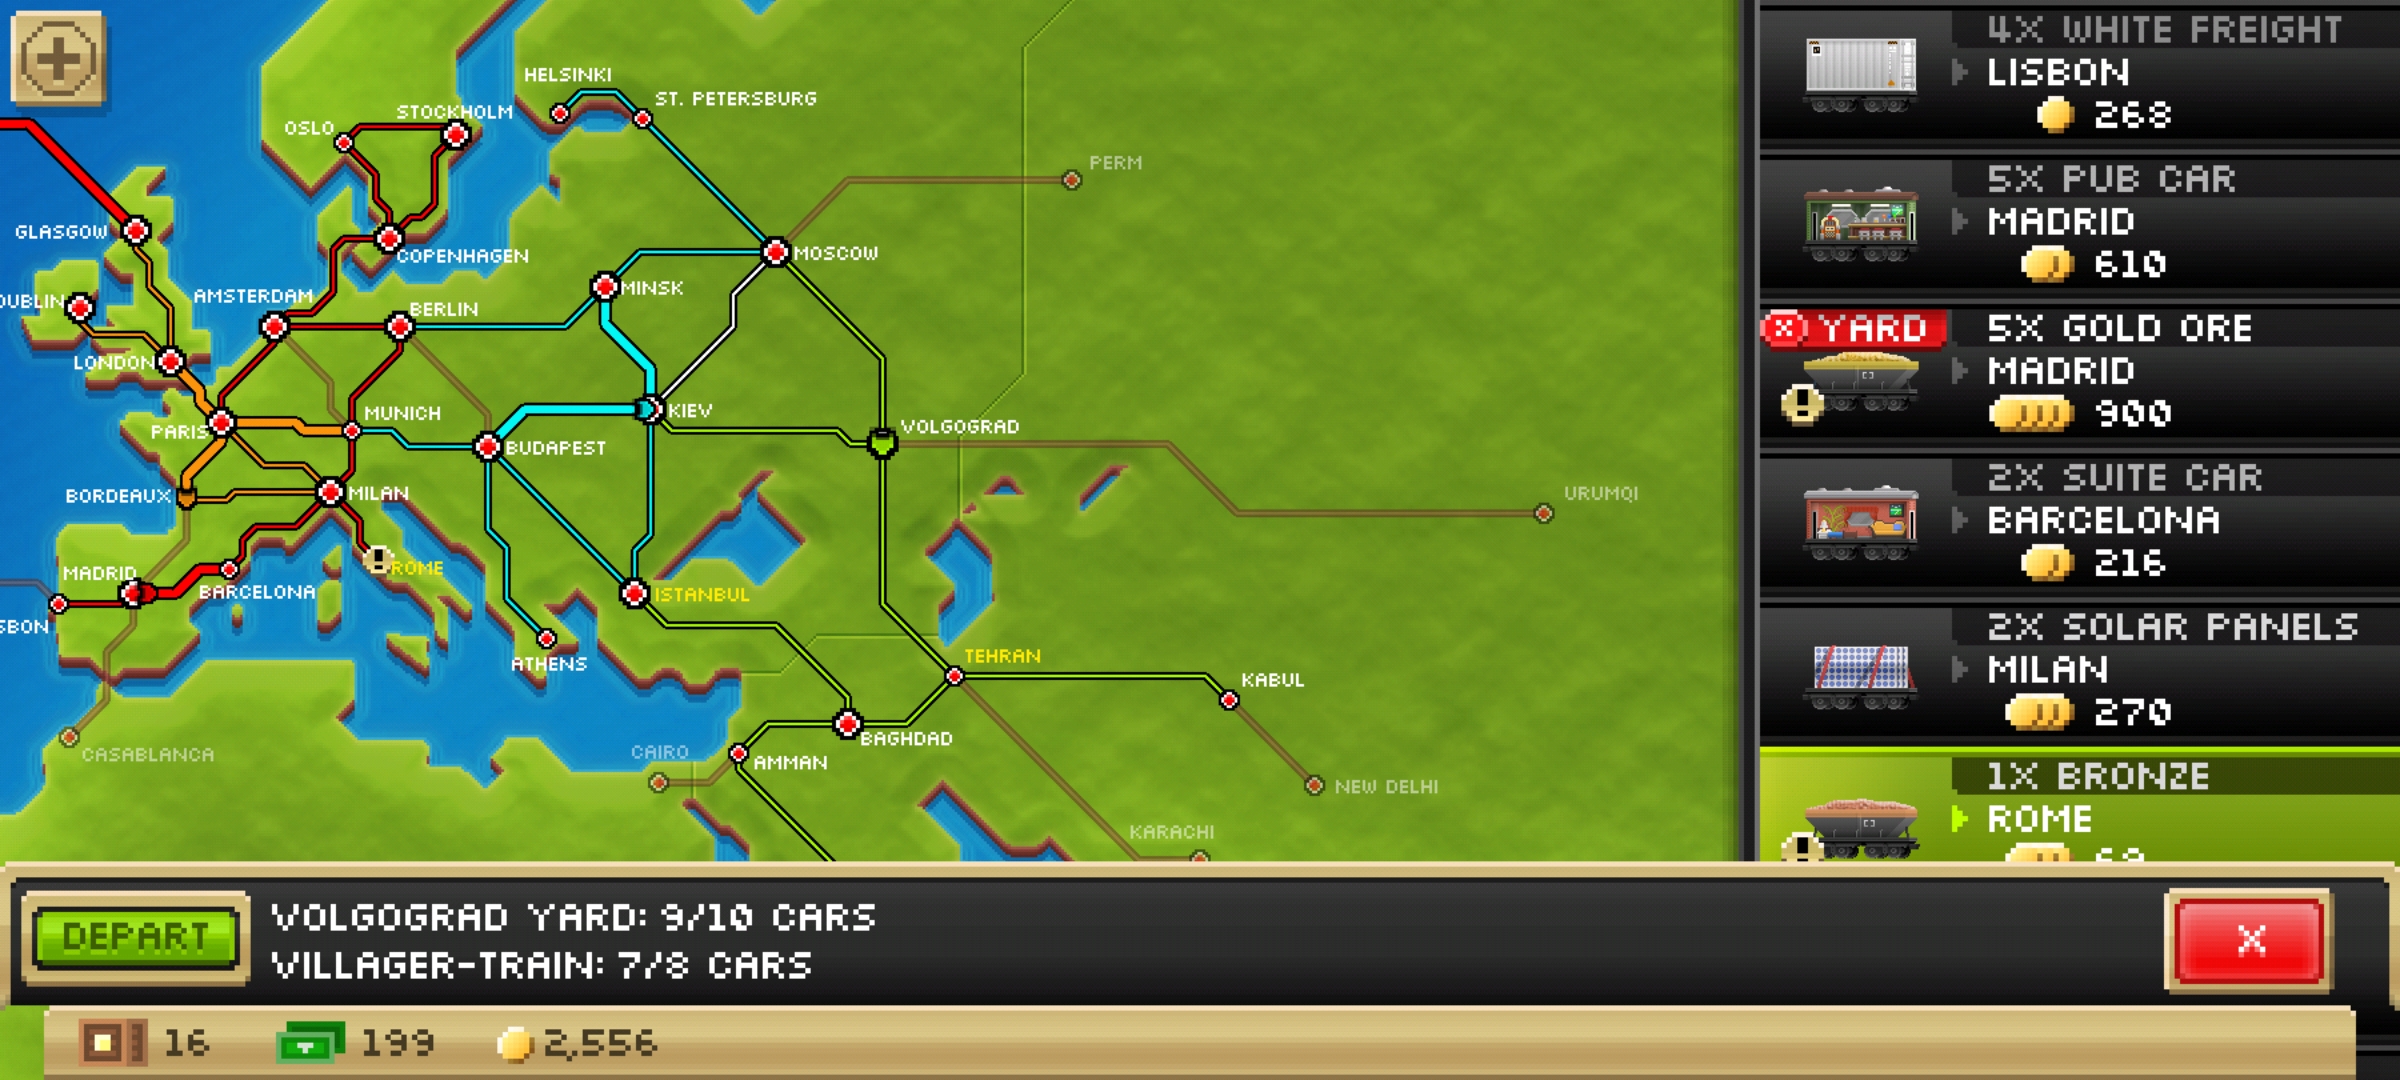 HELSINKI
ST. PETERSBURG
STOCKHOLM
OSLO
PERM
GLASGOW
COPENHAGEN
MOSCOW
MINSK
AMSTERDAM
DUBLIN
BERLIN
LONDON
MUNICH
KIEV
VOLGOGRAD
PARIS
BUDAPEST
BORDEAUX
MILAN
URUMQI
ROME
MADRID
BARCELONA
ISTANBUL
SBON
ATHENS
TEHRAN
KABUL
CASABLANCA
CAIRO
AMMAN
BAGHDAD
NEW DELHI
KARACHI
4X WHITE FREIGHT
LISBON
268
5X PUB CAR
MADRID
610
X YARD
5X GOLD ORE
MADRID
900
2X SUITE CAR
BARCELONA
216
2X SOLAR PANELS
MILAN
270
1X BRONZE
ROME
DEPART
VOLGOGRAD YARD: 9/10 CARS
VILLAGER-TRAIN: 7/8 CARS
X
16
199
2,556